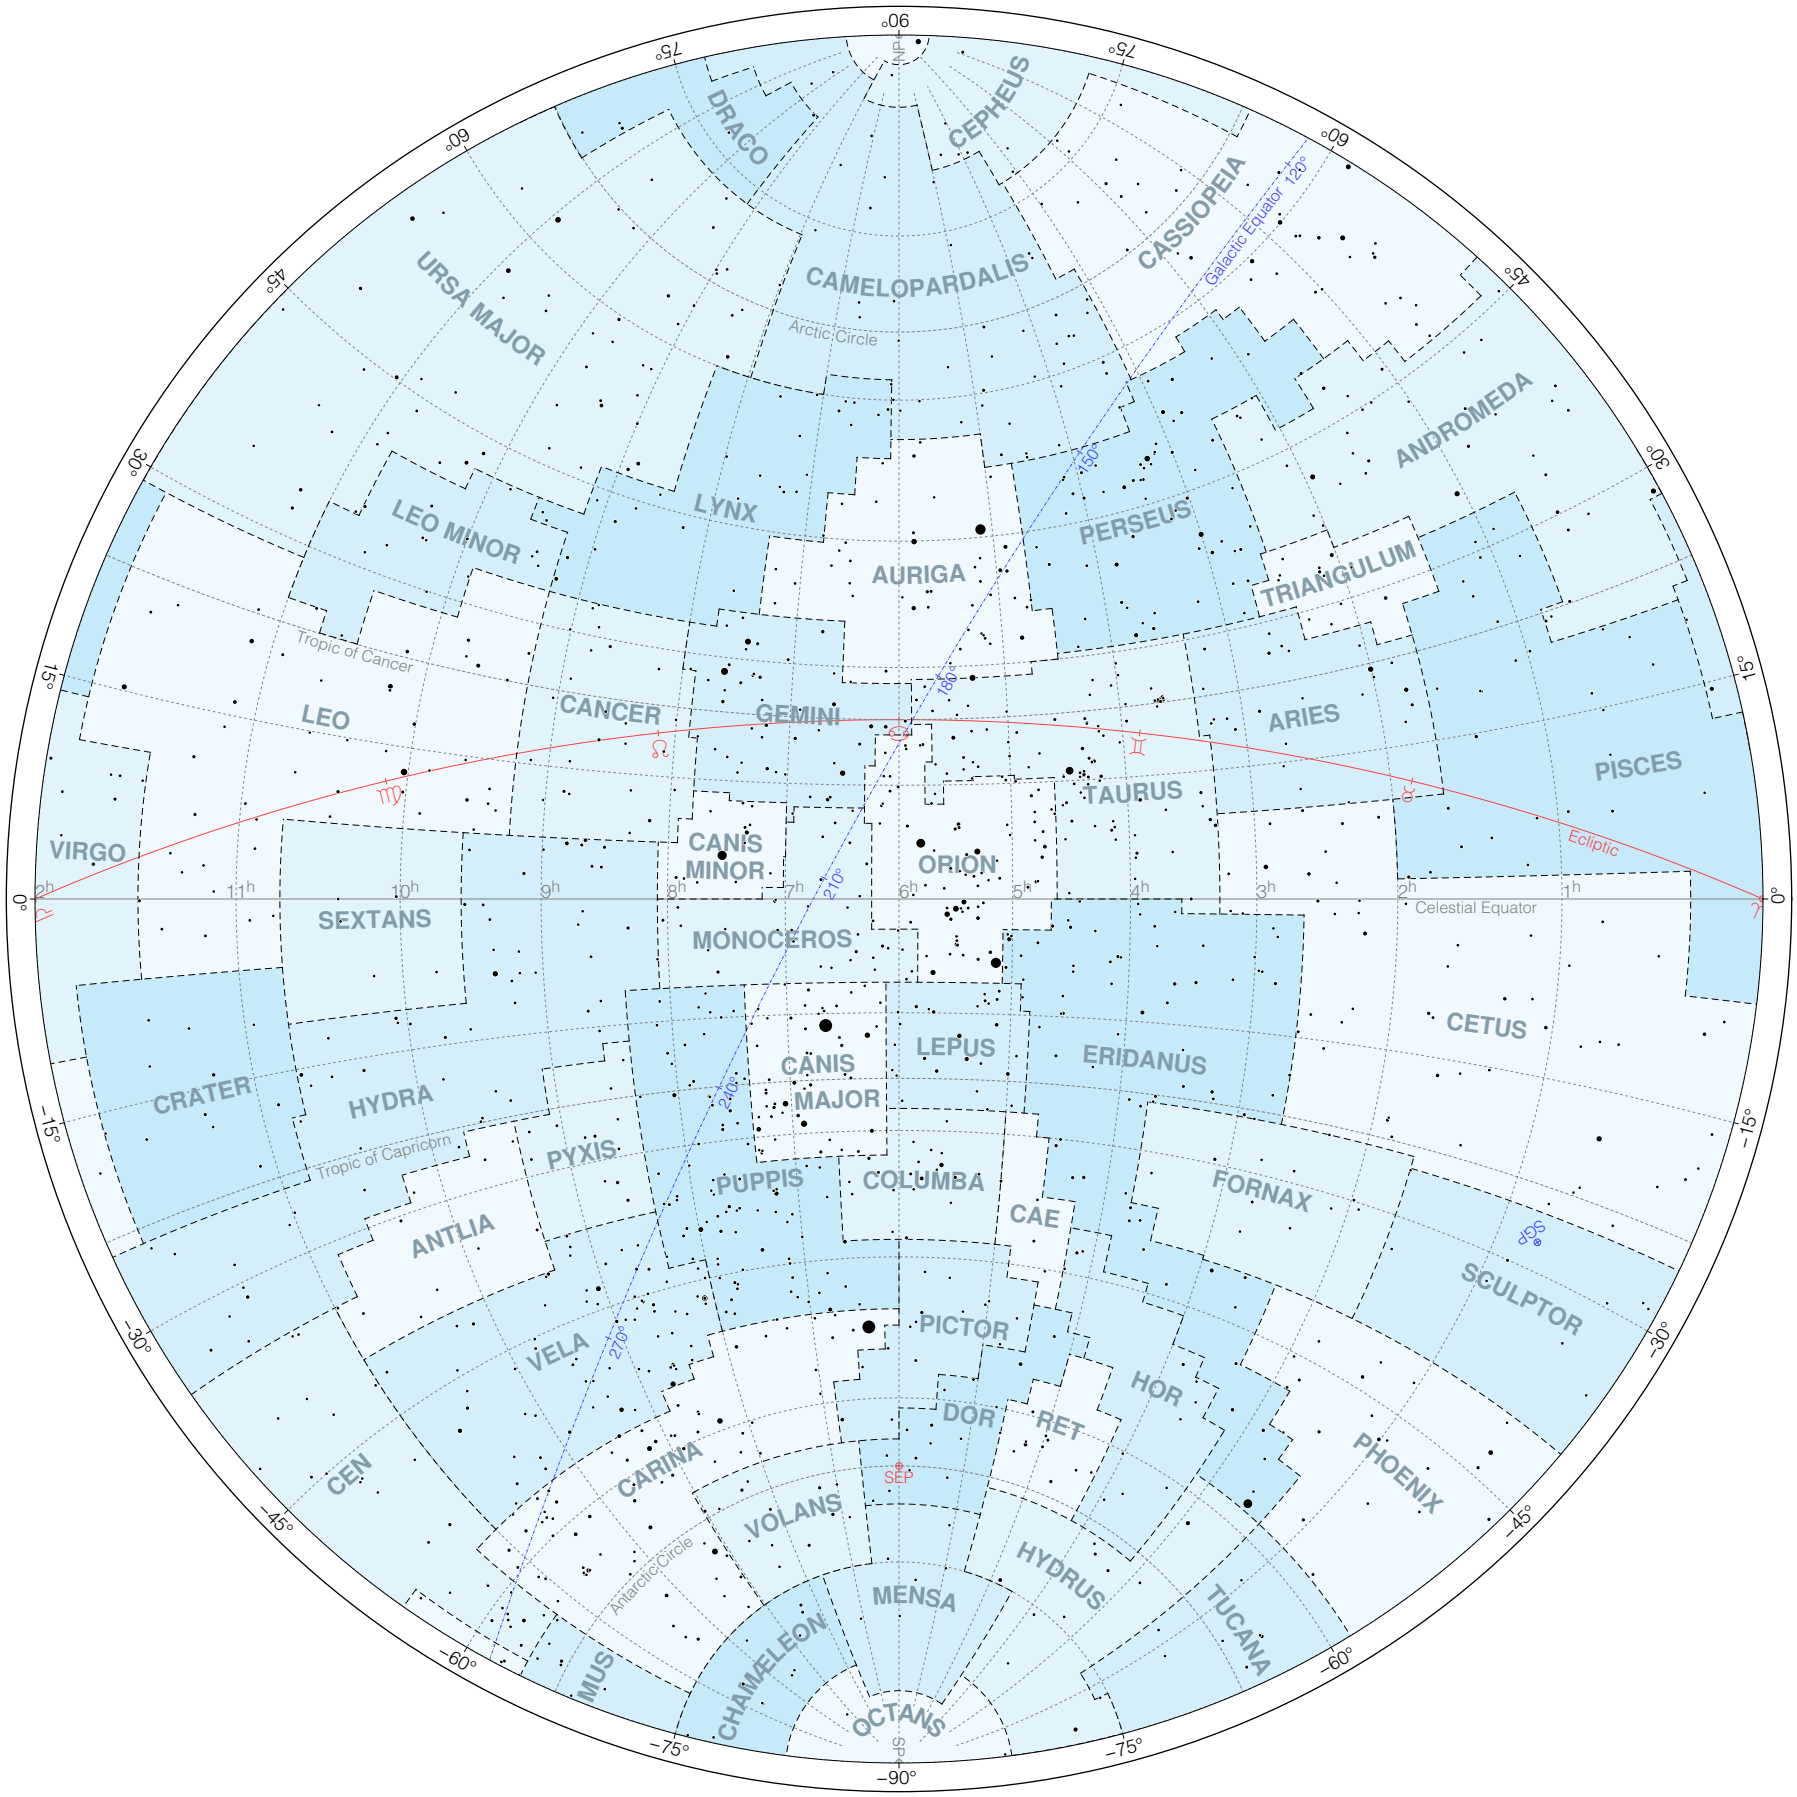 90°
NP
75°
75°
60°
60°
45°
45°
30°
30°
15°
15°
0°
0°
−15°
−15°
−30°
−30°
−45°
−45°
−60°
−60°
−75°
−75°
−90°
SP
DRACO
CEPHEUS
CASSIOPEIA
Galactic Equator 120°
URSA MAJOR
CAMELOPARDALIS
Arctic Circle
ANDROMEDA
150°
LYNX
LEO MINOR
PERSEUS
AURIGA
TRIANGULUM
Tropic of Cancer
180°
LEO
CANCER
GEMINI
ARIES
♋
♌
♊
♍
♉
TAURUS
PISCES
Ecliptic
VIRGO
CANIS
MINOR
ORION
210°
2h
11h
10h
9h
8h
7h
6h
5h
4h
3h
2h
1h
♎
♈
Celestial Equator
SEXTANS
MONOCEROS
CETUS
CRATER
HYDRA
CANIS
MAJOR
LEPUS
ERIDANUS
240°
Tropic of Capricorn
PYXIS
PUPPIS
COLUMBA
CAE
FORNAX
ANTLIA
SGP
SCULPTOR
VELA
270°
PICTOR
HOR
DOR
RET
CEN
CARINA
PHOENIX
SEP
VOLANS
Antarctic Circle
MENSA
HYDRUS
TUCANA
MUS
CHAMÆLEON
OCTANS